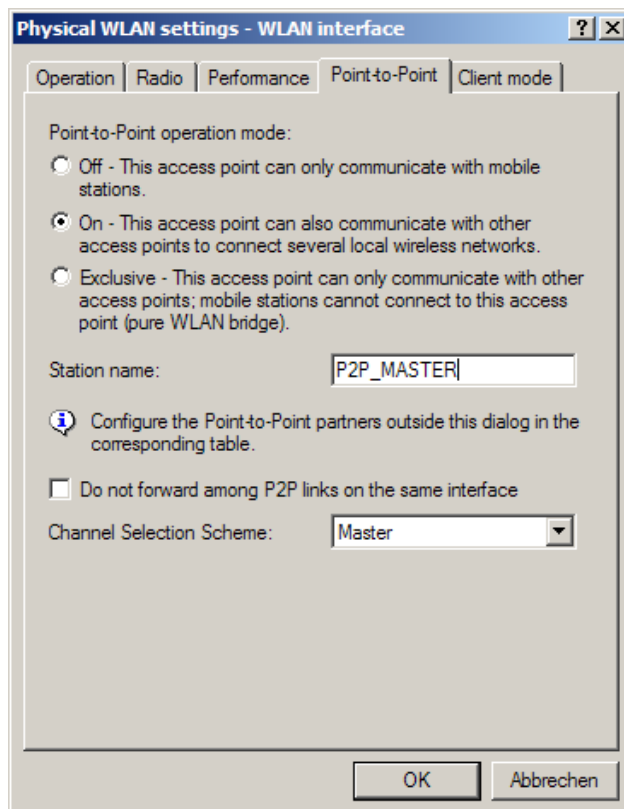 Physical WLAN settings - WLAN interface
Operation Radio Performance Point-to-Point Client mode
Point-to-Point operation mode:
Off - This access point can only communicate with mobile
stations.
On - This access point can also communicate with other
access points to connect several local wireless networks.
Exclusive - This access point can only communicate with other
access points; mobile stations cannot connect to this access
point (pure WLAN bridge).
Station name: P2P_MASTER
Configure the Point-to-Point partners outside this dialog in the
corresponding table.
Do not forward among P2P links on the same interface
Channel Selection Scheme: Master
OK Abbrechen